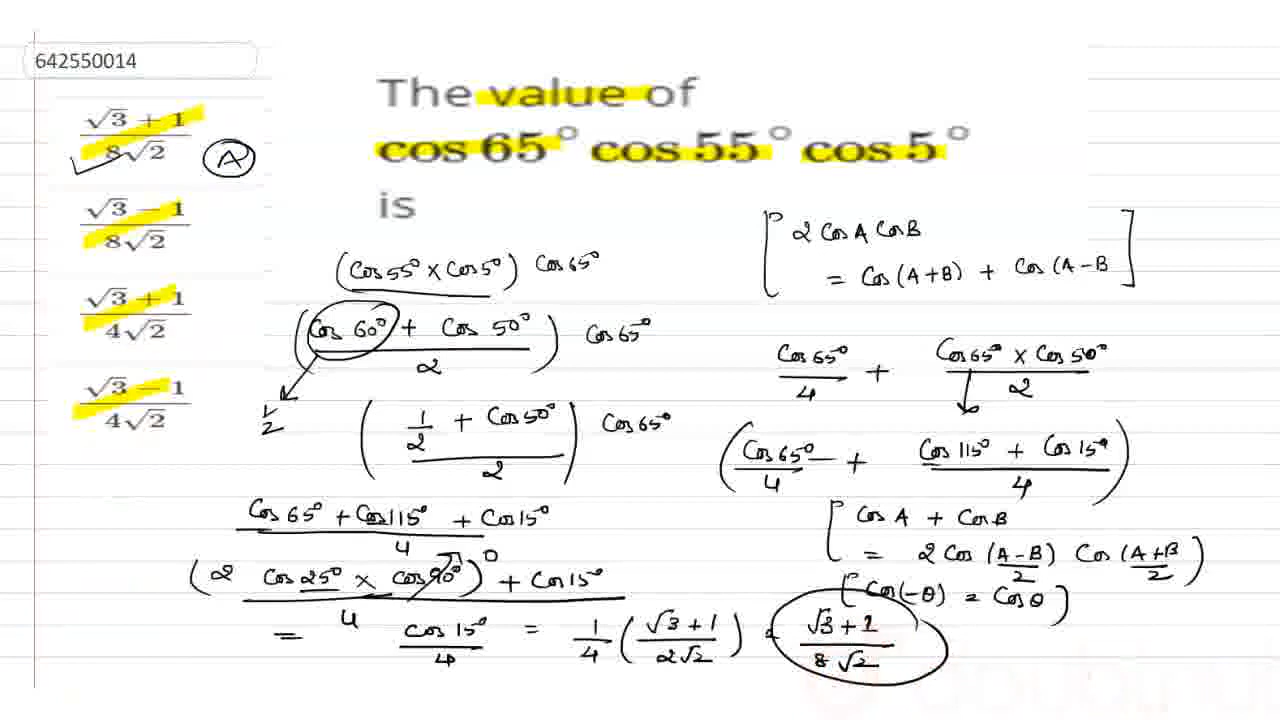 642550014
The value of
cos 65° cos 55° cos 5°
is
(√3 + 1)/(8√2) A
(√3 − 1)/(8√2)
(√3 + 1)/(4√2)
(√3 − 1)/(4√2)
(Cos 55° × Cos 5°) Cos 65°
((Cos 60° + Cos 50°)/2) Cos 65°
1/2
((1/2 + Cos 50°)/2) Cos 65°
[2 Cos A Cos B
= Cos (A+B) + Cos (A−B]
Cos 65°/4 + (Cos 65° × Cos 50°)/2
(Cos 65°/4 + (Cos 115° + Cos 15°)/4)
[Cos A + Cos B
= 2 Cos (A−B)/2 Cos (A+B)/2)
[Cos(−θ) = Cos θ)
(Cos 65° + Cos 115° + Cos 15°)/4
((2 Cos 25° × Cos 90°) 0 + Cos 15°)/4
= Cos 15°/4 = 1/4 ((√3 + 1)/(2√2)) = (√3 + 1)/(8√2)